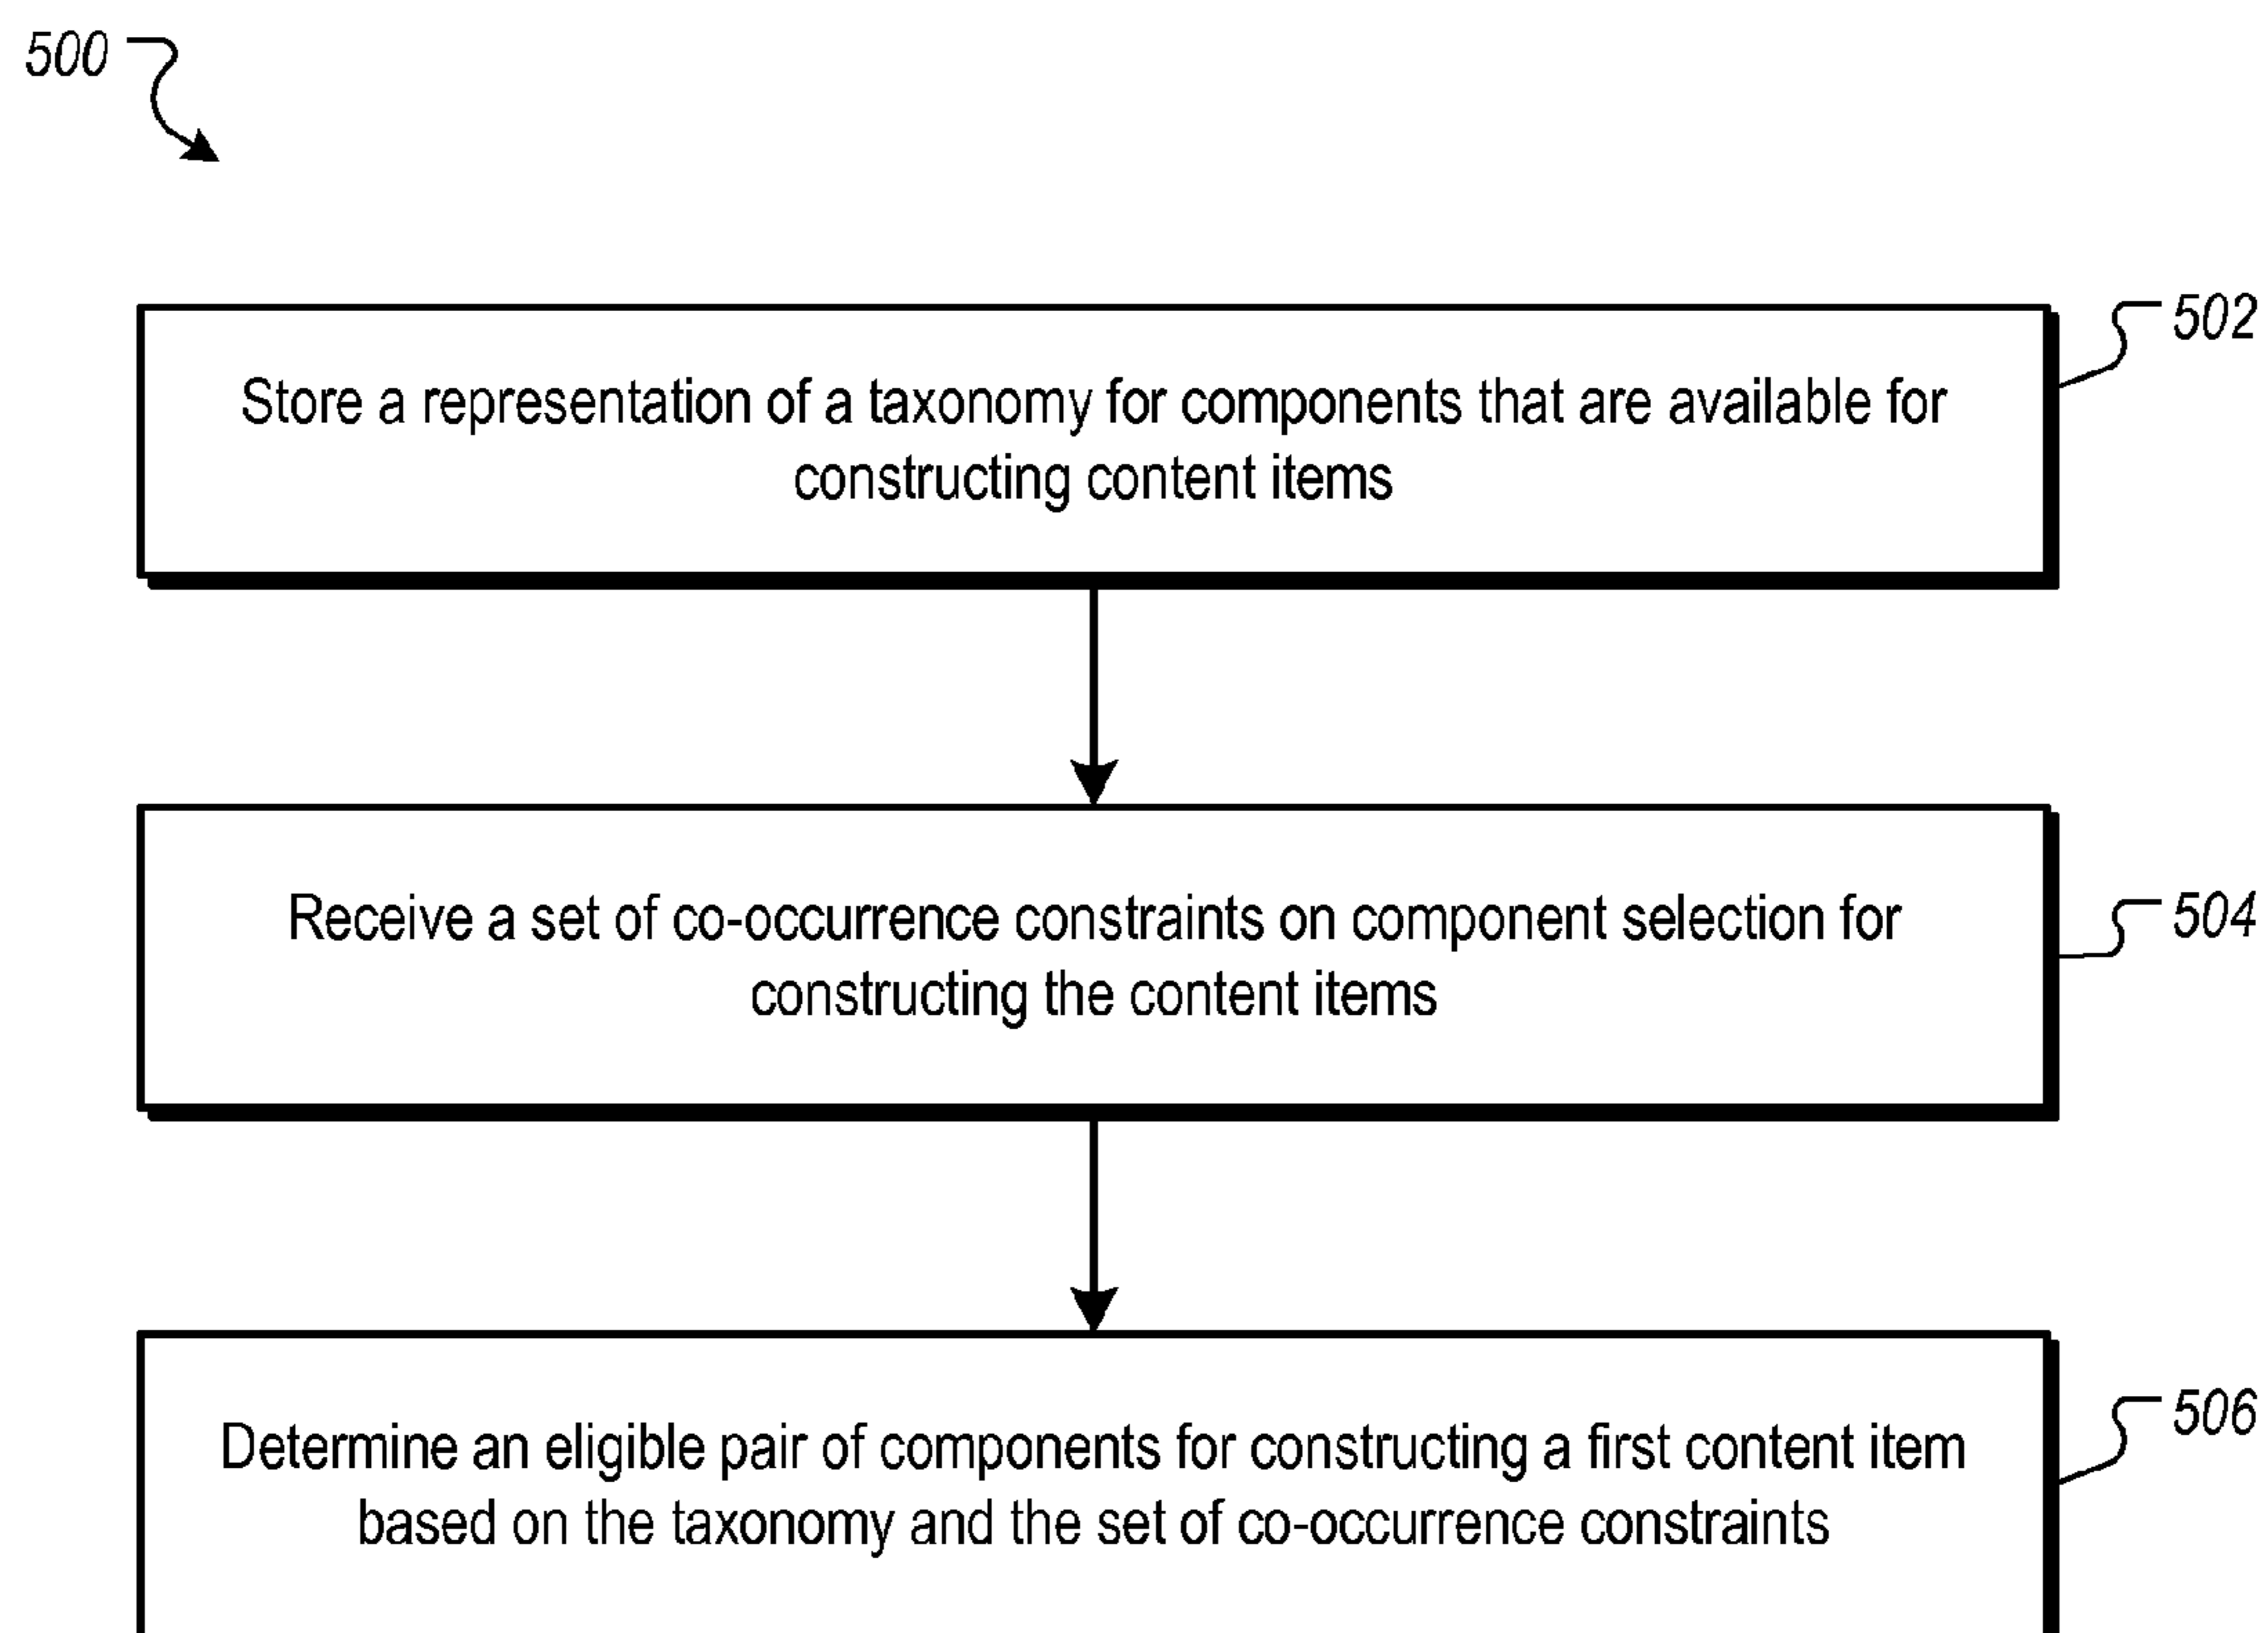 500
502
Store a representation of a taxonomy for components that are available for
constructing content items
504
Receive a set of co-occurrence constraints on component selection for
constructing the content items
506
Determine an eligible pair of components for constructing a first content item
based on the taxonomy and the set of co-occurrence constraints